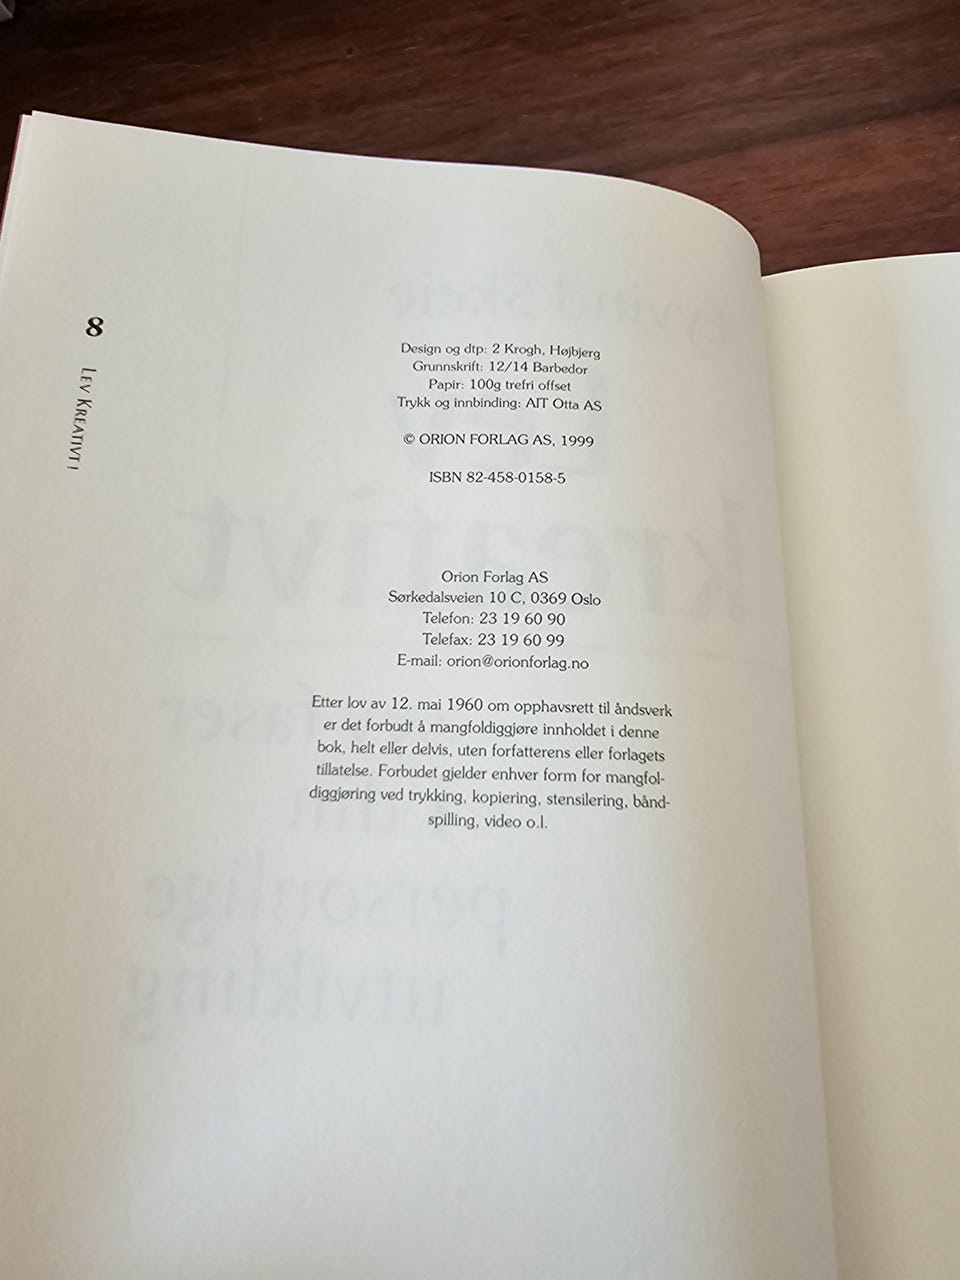 8
LEV KREATIVT!
Design og dtp: 2 Krogh, Højbjerg
Grunnskrift: 12/14 Barbedor
Papir: 100g trefri offset
Trykk og innbinding: AIT Otta AS
© ORION FORLAG AS, 1999
ISBN 82-458-0158-5
Orion Forlag AS
Sørkedalsveien 10 C, 0369 Oslo
Telefon: 23 19 60 90
Telefax: 23 19 60 99
E-mail: orion@orionforlag.no
Etter lov av 12. mai 1960 om opphavsrett til åndsverk
er det forbudt å mangfoldiggjøre innholdet i denne
bok, helt eller delvis, uten forfatterens eller forlagets
tillatelse. Forbudet gjelder enhver form for mangfol-
diggjøring ved trykking, kopiering, stensilering, bånd-
spilling, video o.l.